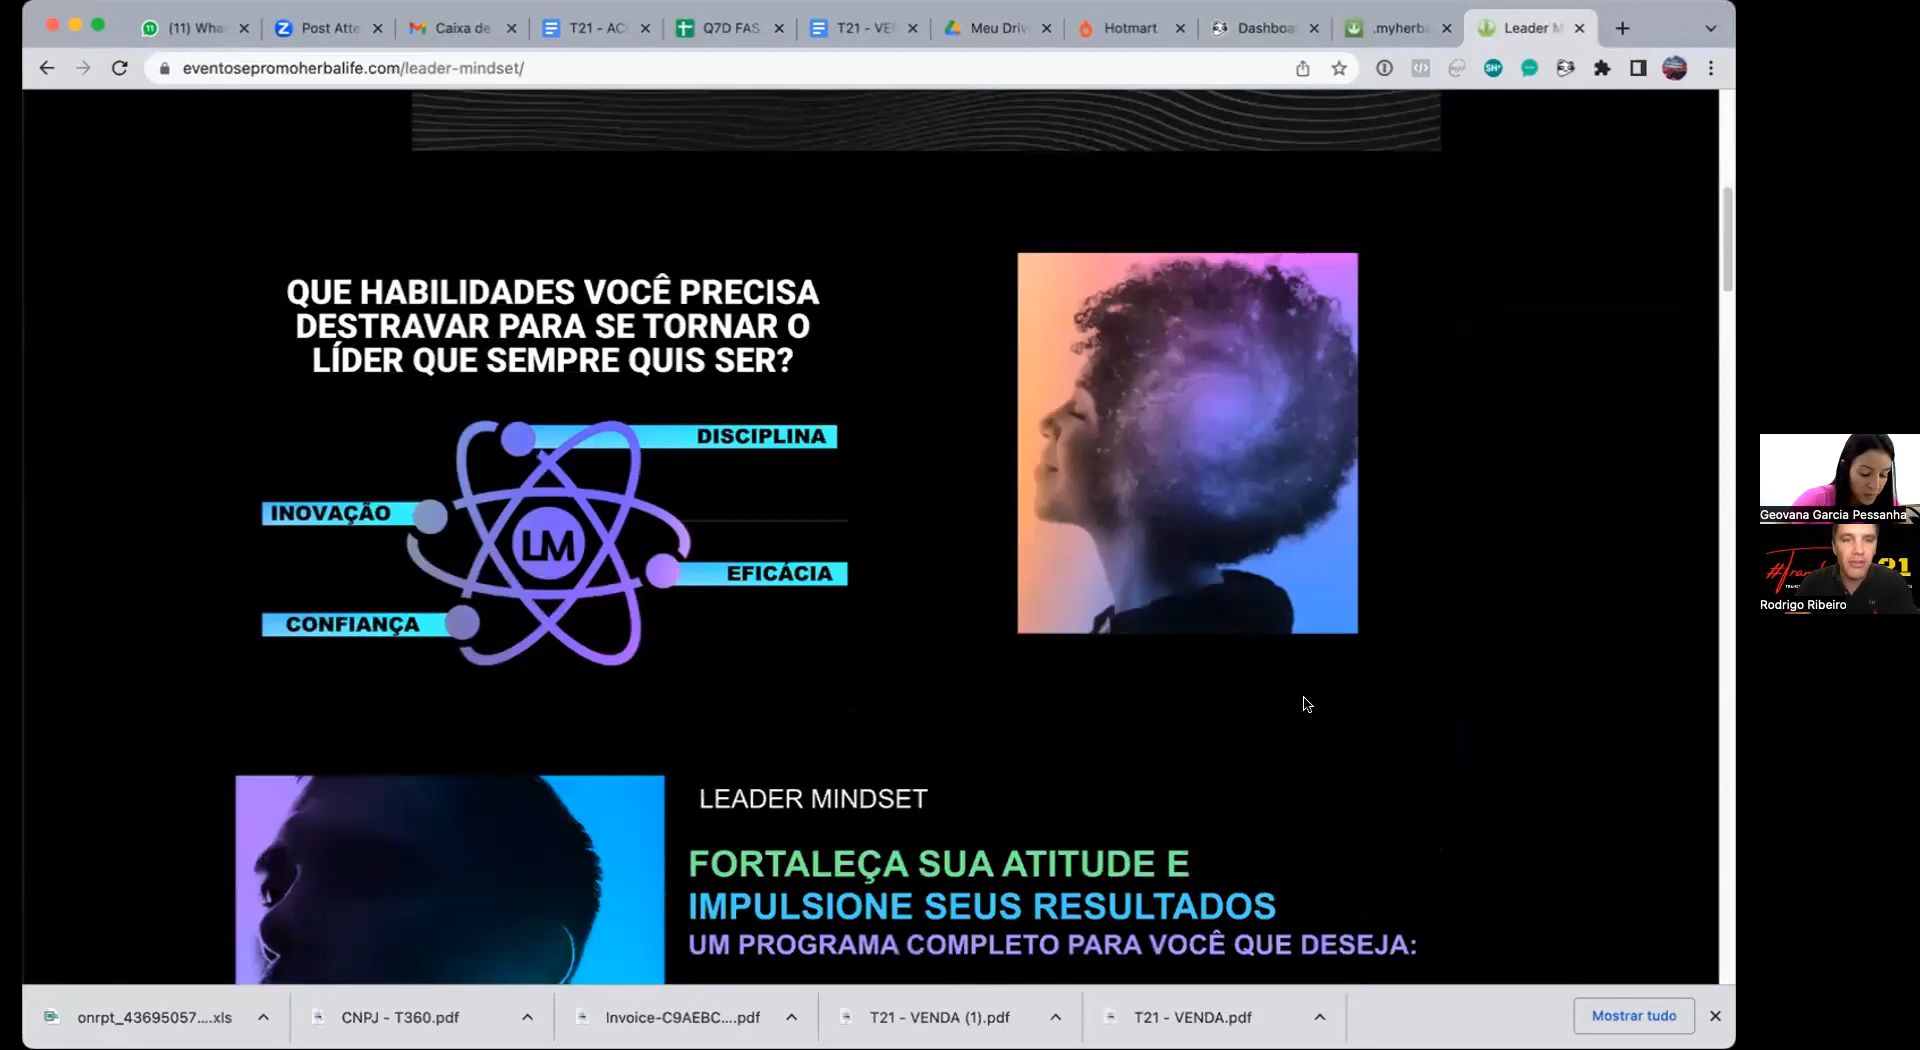 (11) Wha
Post Atte
Caixa de
T21 - AC
Q7D FAS
T21 - VE
Meu Driv
Hotmart
Dashboa
.myherba
Leader M
eventosepromoherbalife.com/leader-mindset/
QUE HABILIDADES VOCÊ PRECISA
DESTRAVAR PARA SE TORNAR O
LÍDER QUE SEMPRE QUIS SER?
DISCIPLINA
INOVAÇÃO
LM
EFICÁCIA
CONFIANÇA
LEADER MINDSET
FORTALEÇA SUA ATITUDE E
IMPULSIONE SEUS RESULTADOS
UM PROGRAMA COMPLETO PARA VOCÊ QUE DESEJA:
Geovana Garcia Pessanha
Rodrigo Ribeiro
onrpt_43695057....xls
CNPJ - T360.pdf
Invoice-C9AEBC....pdf
T21 - VENDA (1).pdf
T21 - VENDA.pdf
Mostrar tudo